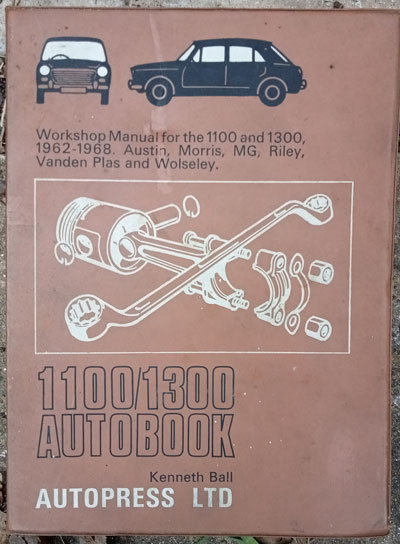 Workshop Manual for the 1100 and 1300,
1962-1968. Austin, Morris, MG, Riley,
Vanden Plas and Wolseley.
1100/1300
AUTOBOOK
Kenneth Ball
AUTOPRESS LTD